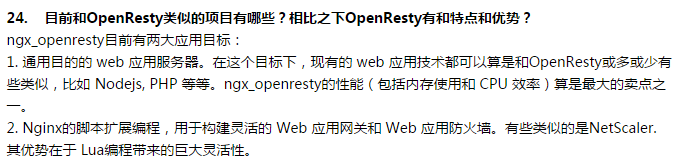 24. 目前和OpenResty类似的项目有哪些？相比之下OpenResty有和特点和优势？
ngx_openresty目前有两大应用目标：
1. 通用目的的 web 应用服务器。在这个目标下，现有的 web 应用技术都可以算是和OpenResty或多或少有
些类似，比如 Nodejs, PHP 等等。ngx_openresty的性能（包括内存使用和 CPU 效率）算是最大的卖点之
一。
2. Nginx的脚本扩展编程，用于构建灵活的 Web 应用网关和 Web 应用防火墙。有些类似的是NetScaler.
其优势在于 Lua编程带来的巨大灵活性。